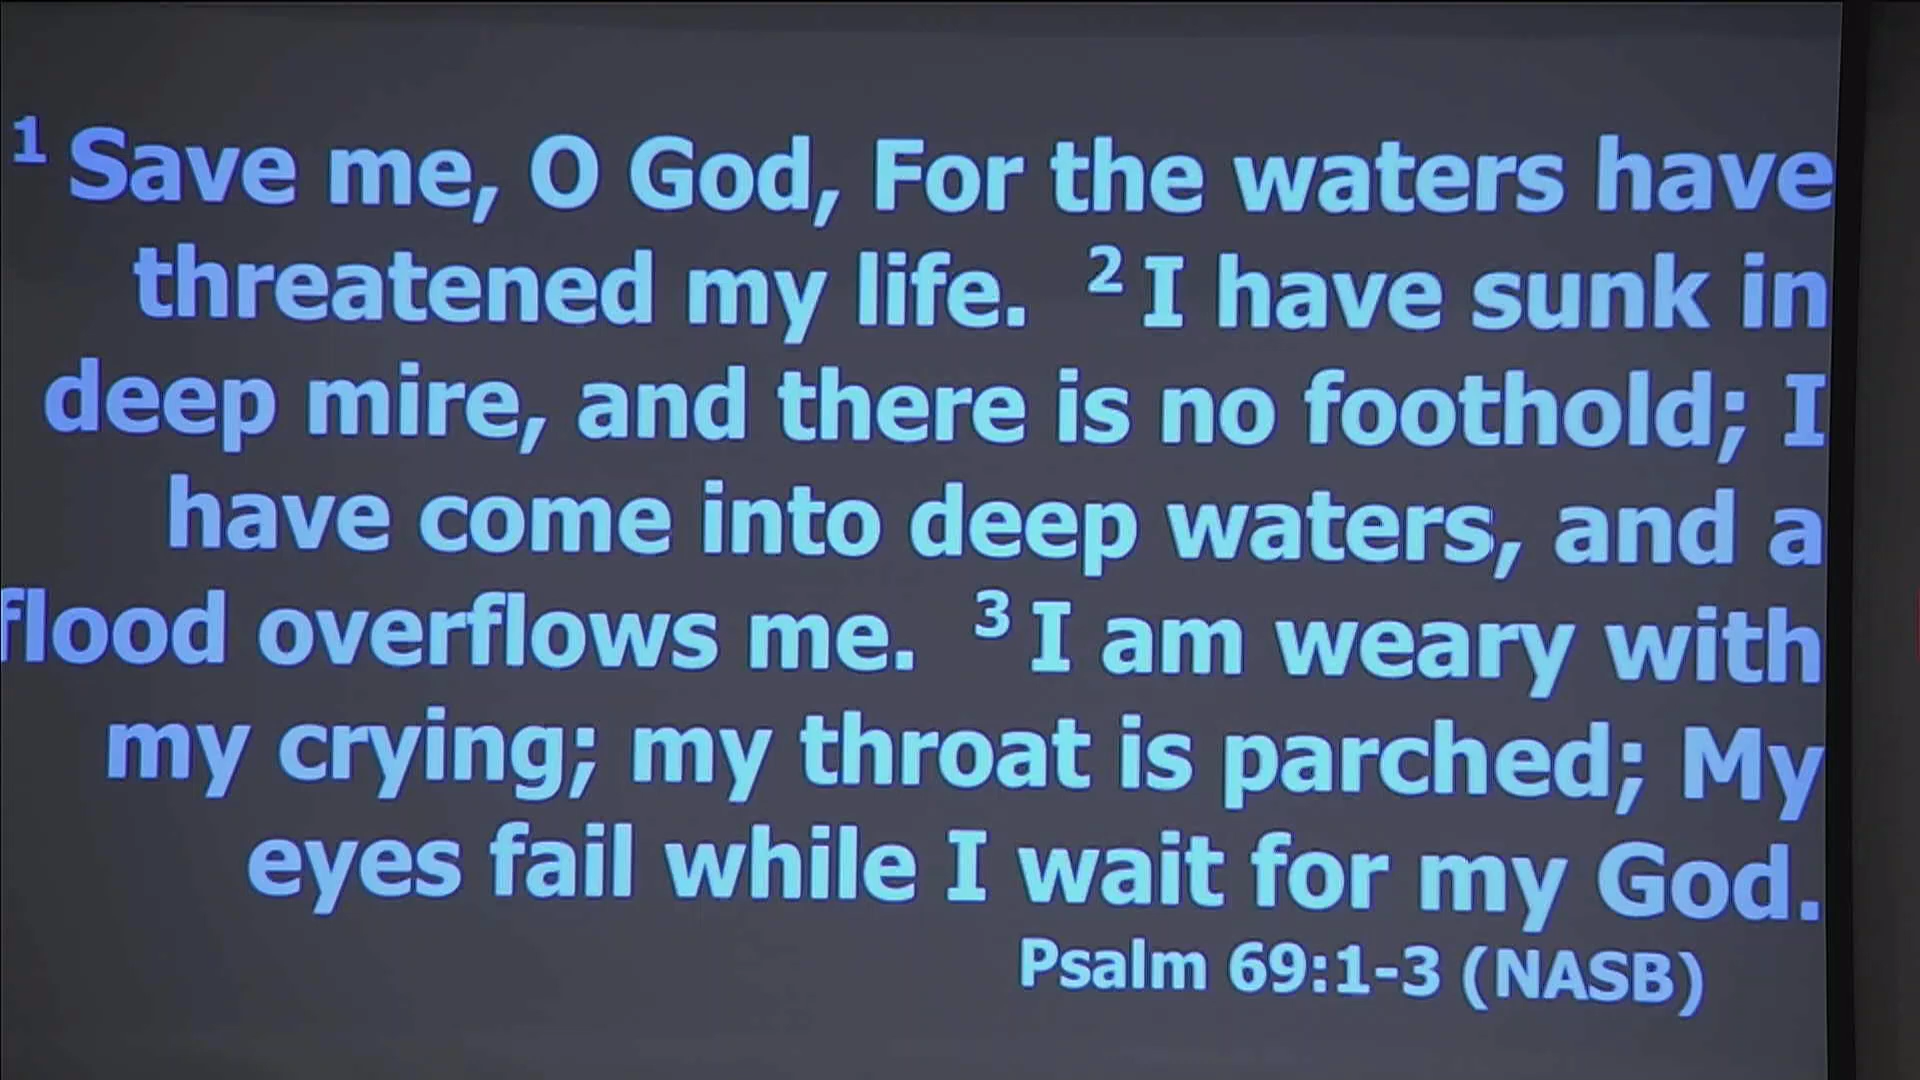 1 Save me, O God, For the waters have
threatened my life. 2 I have sunk in
deep mire, and there is no foothold; I
have come into deep waters, and a
flood overflows me. 3 I am weary with
my crying; my throat is parched; My
eyes fail while I wait for my God.
Psalm 69:1-3 (NASB)